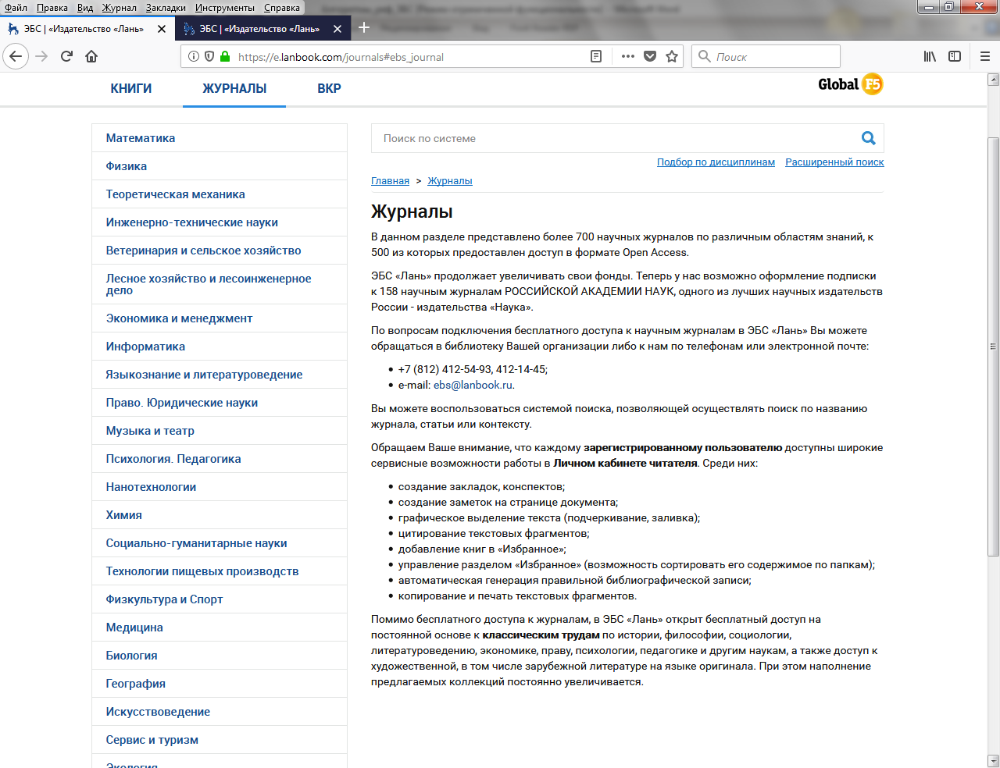 Файл Правка Вид Журнал Закладки Инструменты Справка
ЭБС | «Издательство «Лань» ЭБС | «Издательство «Лань»
https://e.lanbook.com/journals#ebs_journal
Поиск
КНИГИ ЖУРНАЛЫ ВКР
Global F5
Математика
Физика
Теоретическая механика
Инженерно-технические науки
Ветеринария и сельское хозяйство
Лесное хозяйство и лесоинженерное
дело
Экономика и менеджмент
Информатика
Языкознание и литературоведение
Право. Юридические науки
Музыка и театр
Психология. Педагогика
Нанотехнологии
Химия
Социально-гуманитарные науки
Технологии пищевых производств
Физкультура и Спорт
Медицина
Биология
География
Искусствоведение
Сервис и туризм
Экология
Поиск по системе
Подбор по дисциплинам Расширенный поиск
Главная > Журналы
Журналы
В данном разделе представлено более 700 научных журналов по различным областям знаний, к
500 из которых предоставлен доступ в формате Open Access.
ЭБС «Лань» продолжает увеличивать свои фонды. Теперь у нас возможно оформление подписки
к 158 научным журналам РОССИЙСКОЙ АКАДЕМИИ НАУК, одного из лучших научных издательств
России - издательства «Наука».
По вопросам подключения бесплатного доступа к научным журналам в ЭБС «Лань» Вы можете
обращаться в библиотеку Вашей организации либо к нам по телефонам или электронной почте:
• +7 (812) 412-54-93, 412-14-45;
• e-mail: ebs@lanbook.ru.
Вы можете воспользоваться системой поиска, позволяющей осуществлять поиск по названию
журнала, статьи или контексту.
Обращаем Ваше внимание, что каждому зарегистрированному пользователю доступны широкие
сервисные возможности работы в Личном кабинете читателя. Среди них:
• создание закладок, конспектов;
• создание заметок на странице документа;
• графическое выделение текста (подчеркивание, заливка);
• цитирование текстовых фрагментов;
• добавление книг в «Избранное»;
• управление разделом «Избранное» (возможность сортировать его содержимое по папкам);
• автоматическая генерация правильной библиографической записи;
• копирование и печать текстовых фрагментов.
Помимо бесплатного доступа к журналам, в ЭБС «Лань» открыт бесплатный доступ на
постоянной основе к классическим трудам по истории, философии, социологии,
литературоведению, экономике, праву, психологии, педагогике и другим наукам, а также доступ к
художественной, в том числе зарубежной литературе на языке оригинала. При этом наполнение
предлагаемых коллекций постоянно увеличивается.